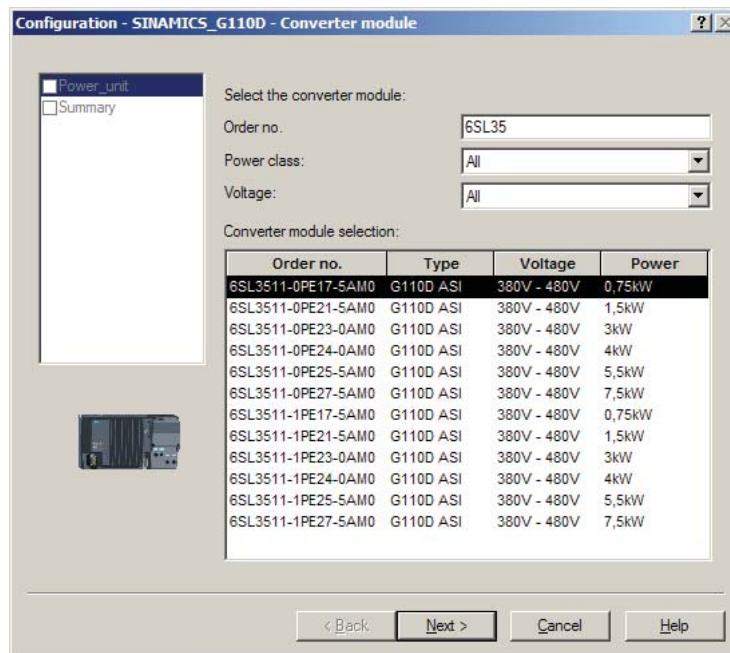 Configuration - SINAMICS_G110D - Converter module
Power_unit
Summary
Select the converter module:
Order no. 6SL35
Power class: All
Voltage: All
Converter module selection:
Order no. Type Voltage Power
6SL3511-0PE17-5AM0 G110D ASI 380V - 480V 0,75kW
6SL3511-0PE21-5AM0 G110D ASI 380V - 480V 1,5kW
6SL3511-0PE23-0AM0 G110D ASI 380V - 480V 3kW
6SL3511-0PE24-0AM0 G110D ASI 380V - 480V 4kW
6SL3511-0PE25-5AM0 G110D ASI 380V - 480V 5,5kW
6SL3511-0PE27-5AM0 G110D ASI 380V - 480V 7,5kW
6SL3511-1PE17-5AM0 G110D ASI 380V - 480V 0,75kW
6SL3511-1PE21-5AM0 G110D ASI 380V - 480V 1,5kW
6SL3511-1PE23-0AM0 G110D ASI 380V - 480V 3kW
6SL3511-1PE24-0AM0 G110D ASI 380V - 480V 4kW
6SL3511-1PE25-5AM0 G110D ASI 380V - 480V 5,5kW
6SL3511-1PE27-5AM0 G110D ASI 380V - 480V 7,5kW
< Back Next > Cancel Help